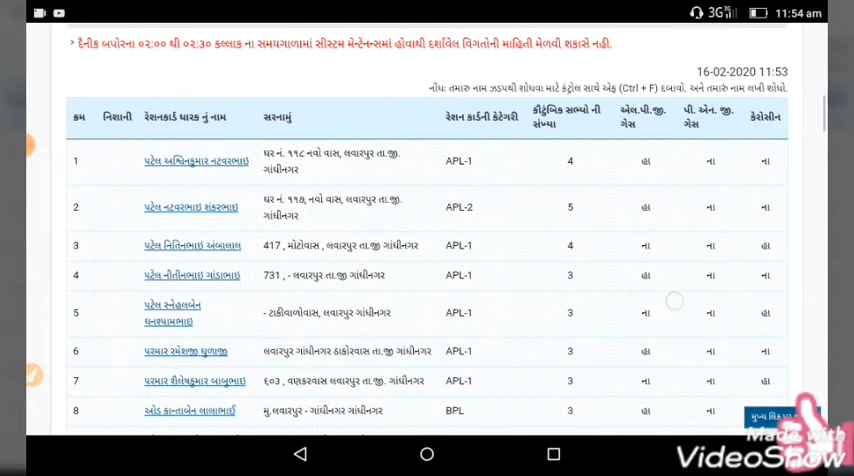 3G 11:54 am
> દૈનીક બપોરના ૦૨:૦૦ થી ૦૨:૩૦ કલ્લાક ના સમયગાળામાં સીસ્ટમ મેન્ટેનન્સમાં હોવાથી દર્શાવેલ વિગતોની માહિતી મેળવી શકાસે નહી.
16-02-2020 11:53
નોંધ: તમારુ નામ ઝડપથી શોધવા માટે કંટ્રોલ સાથે એફ (Ctrl + F) દબાવો. અને તમારુ નામ લખી શોધો.
ક્રમ નિશાની રેશનકાર્ડ ધારક નું નામ સરનામું રેશન કાર્ડની કેટેગરી કૌટુંબિક સભ્યો ની સંખ્યા એલ.પી.જી. ગેસ પી. એન. જી. ગેસ કેરોસીન
1 પટેલ અશ્વિનકુમાર નટવરભાઇ ઘર નં. ૧૧૮ નવો વાસ, લવારપુર તા.જી. ગાંધીનગર APL-1 4 હા ના ના
2 પટેલ નટવરભાઇ શંકરભાઇ ઘર નં. ૧૧૭, નવો વાસ, લવારપુર તા.જી. ગાંધીનગર APL-2 5 હા ના ના
3 પટેલ નિતિનભાઇ અંબાલાલ 417 , મોટોવાસ , લવારપુર તા.જી ગાંધીનગર APL-1 4 ના ના હા
4 પટેલ નીતીનભાઇ ગાંડાભાઇ 731 , - લવારપુર તા.જી ગાંધીનગર APL-1 3 હા ના ના
5 પટેલ સ્નેહલબેન ઘનશ્યામભાઇ - ટાકીવાળોવાસ, લવારપુર ગાંધીનગર APL-1 3 ના ના હા
6 પરમાર રમેશજી ધુળાજી લવારપુર ગાંધીનગર ઠાકોરવાસ તા.જી ગાંધીનગર APL-1 3 હા ના ના
7 પરમાર શૈલેષકુમાર બાબુભાઇ ૬૦૩ , વણકરવાસ લવારપુર તા.જી. ગાંધીનગર APL-1 3 ના ના હા
8 ઓડ કાન્તાબેન લાલાભાઈ મુ.લવારપુર - ગાંધીનગર ગાંધીનગર BPL 3 હા ના
મુખ્ય લિંક પર
Made with
VideoShow